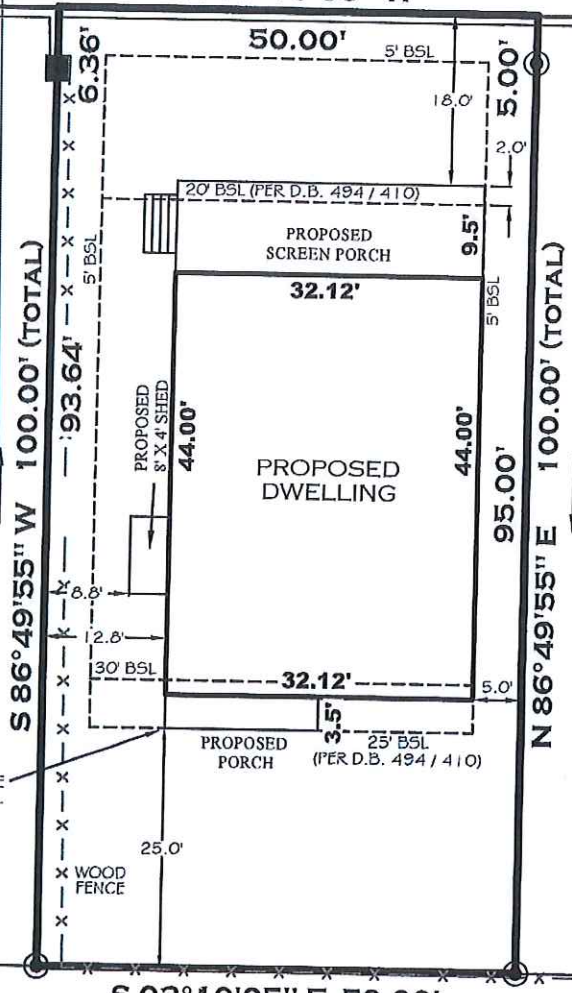 50.00'
5' BSL
6.36'
5.00'
18.0'
2.0'
20' BSL (PER D.B. 494 / 410)
PROPOSED
SCREEN PORCH
9.5'
5' BSL
32.12'
5' BSL
S 86°49'55" W 100.00' (TOTAL)
93.64'
PROPOSED
8' X 4' SHED
44.00'
PROPOSED
DWELLING
44.00'
95.00'
N 86°49'55" E 100.00' (TOTAL)
8.8'
12.8'
30' BSL
32.12'
5.0'
3.5'
PROPOSED
PORCH
25' BSL
(PER D.B. 494 / 410)
25.0'
WOOD
FENCE